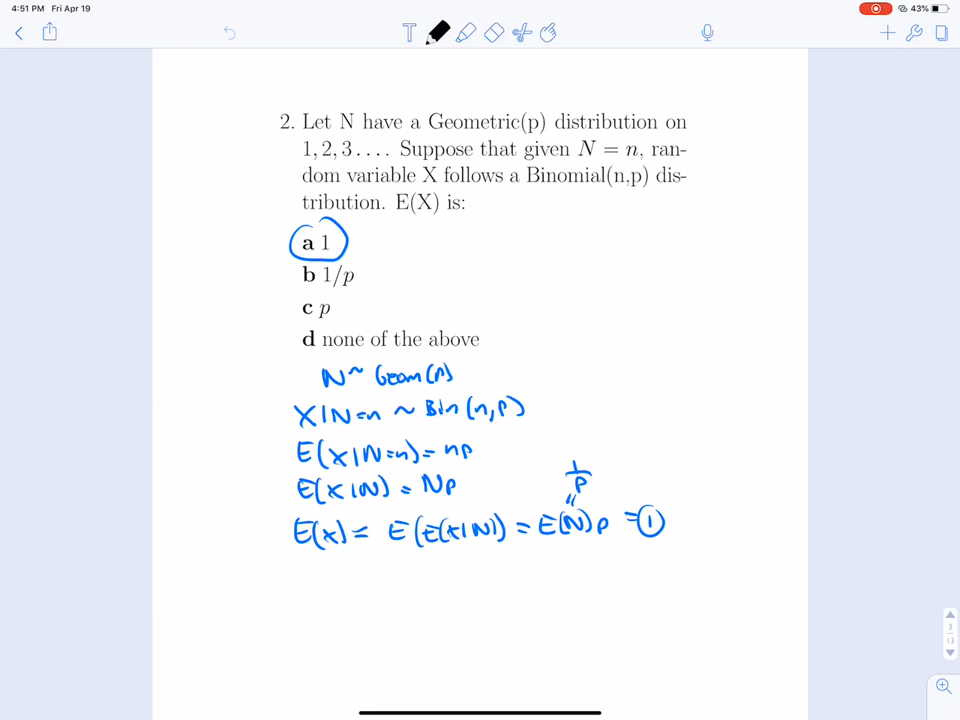 4:51 PM Fri Apr 19
43%
T
2. Let N have a Geometric(p) distribution on
1, 2, 3 . . . . Suppose that given N = n, ran-
dom variable X follows a Binomial(n,p) dis-
tribution. E(X) is:
a 1
b 1/p
c p
d none of the above
N ~ Geom(p)
X|N=n ~ Bin(n,p)
E(X|N=n) = np
E(X|N) = Np
1/p
"
E(X) = E(E(X|N)) = E(N)p = 1
3
13